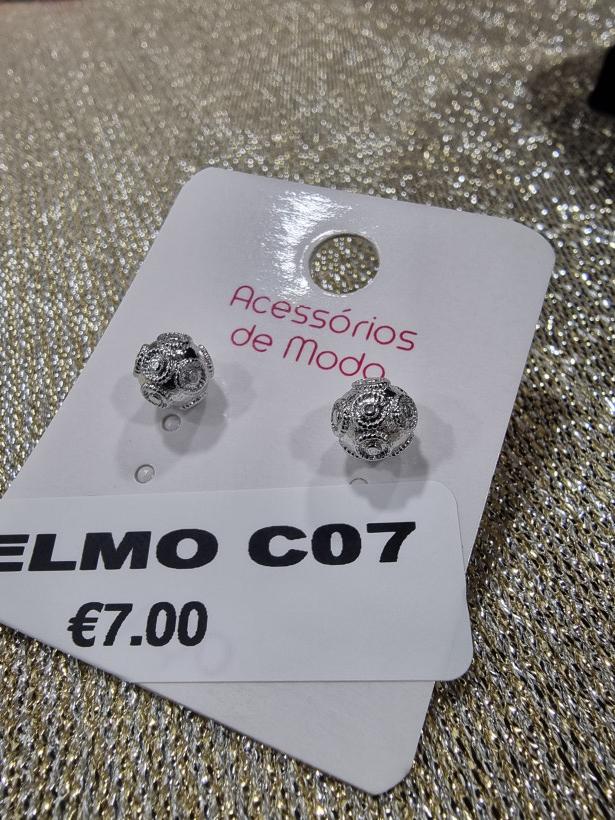 Acessórios
de Moda
ELMO C07
€7.00